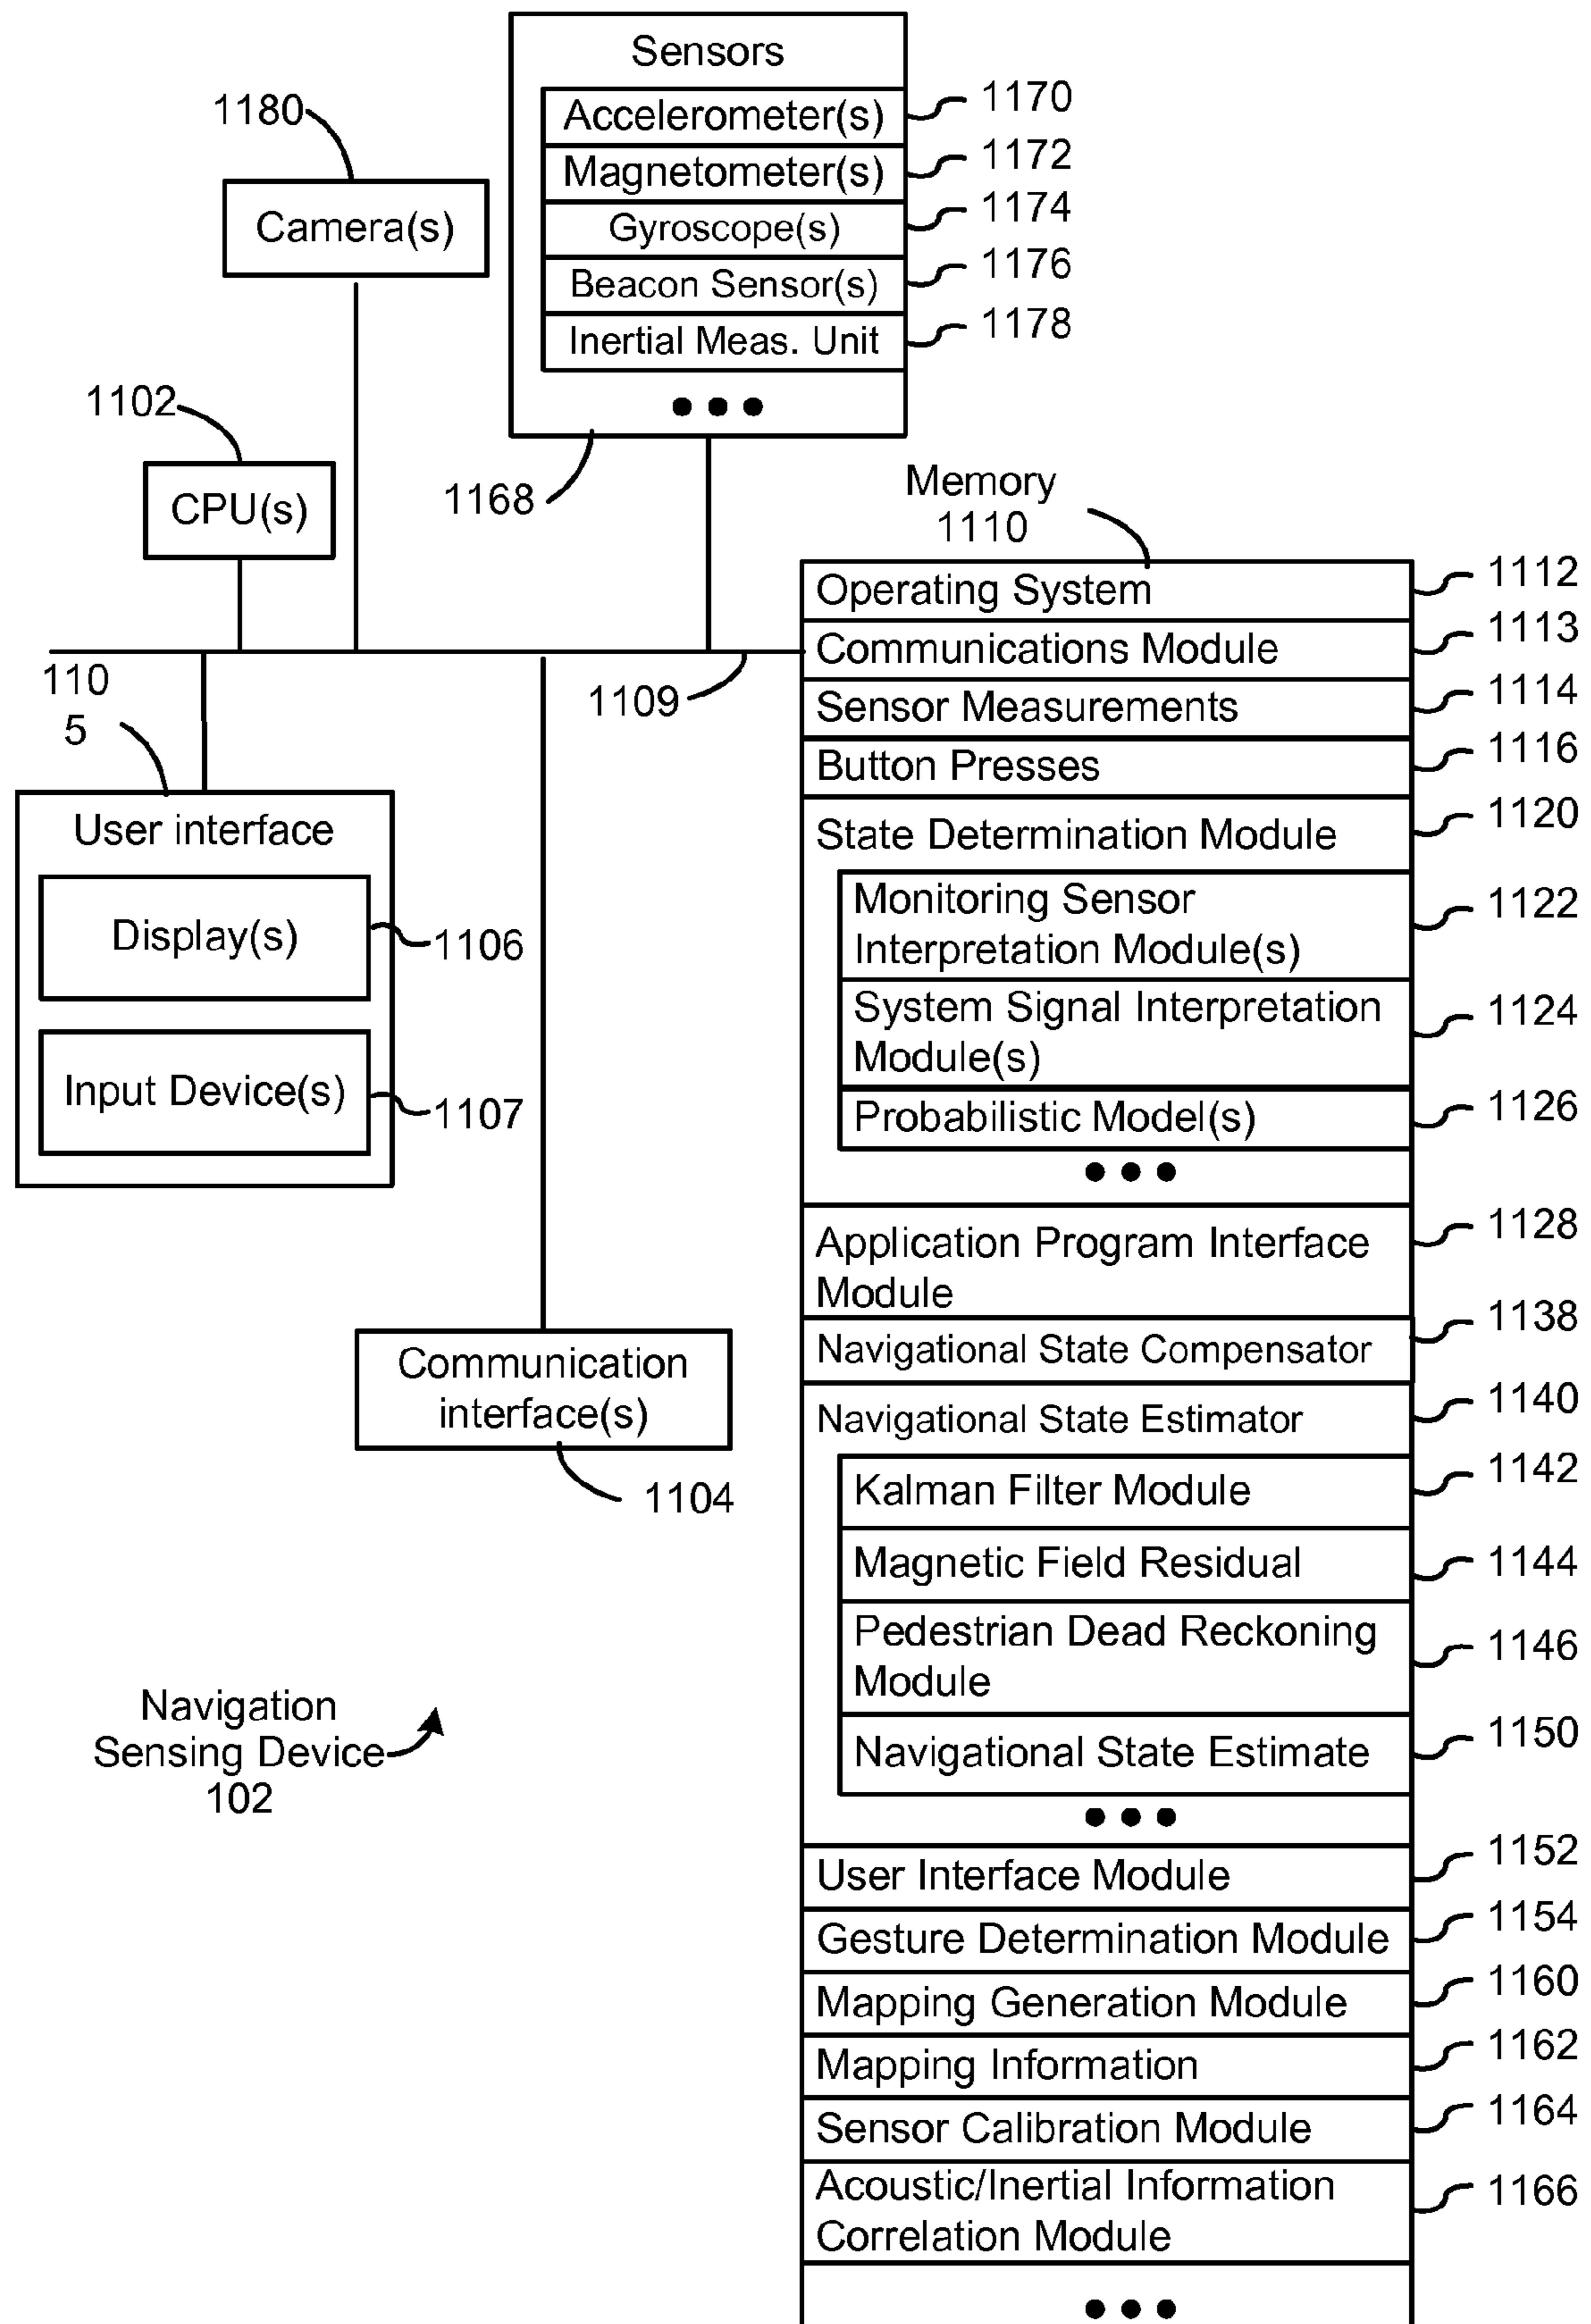 Sensors
Accelerometer(s)
1170
Magnetometer(s)
1172
Gyroscope(s)
1174
Beacon Sensor(s)
1176
Inertial Meas. Unit
1178
1168
1180
Camera(s)
1102
CPU(s)
1109
110
5
User interface
Display(s)
1106
Input Device(s)
1107
Communication
interface(s)
1104
Navigation
Sensing Device
102
Memory
1110
Operating System
1112
Communications Module
1113
Sensor Measurements
1114
Button Presses
1116
State Determination Module
1120
Monitoring Sensor
Interpretation Module(s)
1122
System Signal Interpretation
Module(s)
1124
Probabilistic Model(s)
1126
Application Program Interface
Module
1128
Navigational State Compensator
1138
Navigational State Estimator
1140
Kalman Filter Module
1142
Magnetic Field Residual
1144
Pedestrian Dead Reckoning
Module
1146
Navigational State Estimate
1150
User Interface Module
1152
Gesture Determination Module
1154
Mapping Generation Module
1160
Mapping Information
1162
Sensor Calibration Module
1164
Acoustic/Inertial Information
Correlation Module
1166